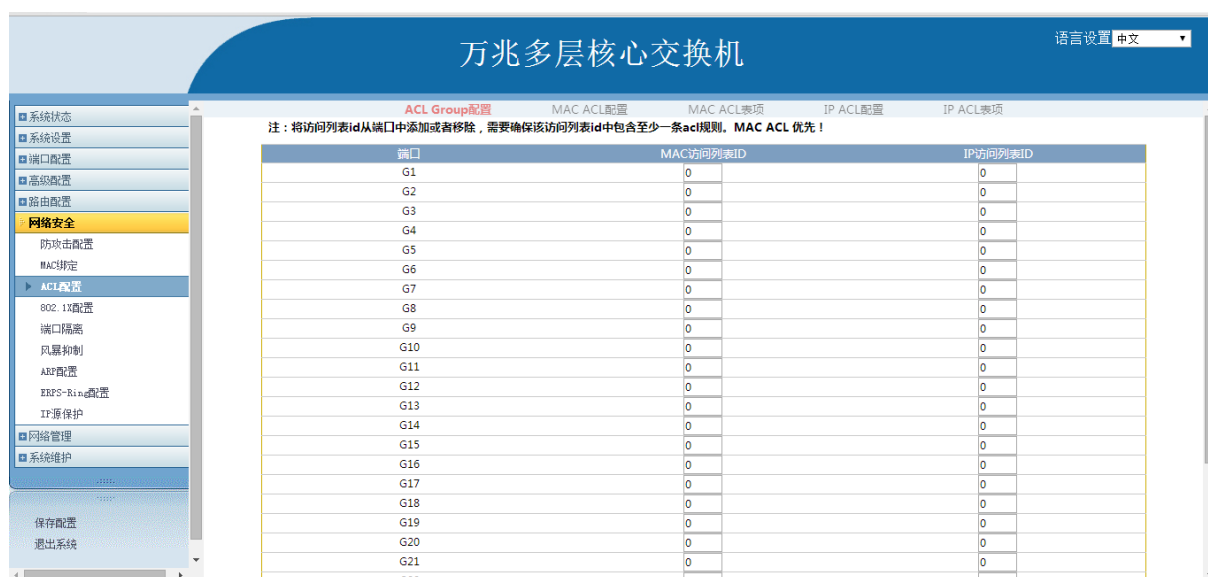 万兆多层核心交换机
语言设置 中文
系统状态
系统设置
端口配置
高级配置
路由配置
网络安全
防攻击配置
MAC绑定
ACL配置
802.1X配置
端口隔离
风暴抑制
ARP配置
ERPS-Ring配置
IP源保护
网络管理
系统维护
保存配置
退出系统
ACL Group配置 MAC ACL配置 MAC ACL表项 IP ACL配置 IP ACL表项
注：将访问列表id从端口中添加或者移除，需要确保该访问列表id中包含至少一条acl规则。MAC ACL 优先！
端口 MAC访问列表ID IP访问列表ID
G1 0 0
G2 0 0
G3 0 0
G4 0 0
G5 0 0
G6 0 0
G7 0 0
G8 0 0
G9 0 0
G10 0 0
G11 0 0
G12 0 0
G13 0 0
G14 0 0
G15 0 0
G16 0 0
G17 0 0
G18 0 0
G19 0 0
G20 0 0
G21 0 0